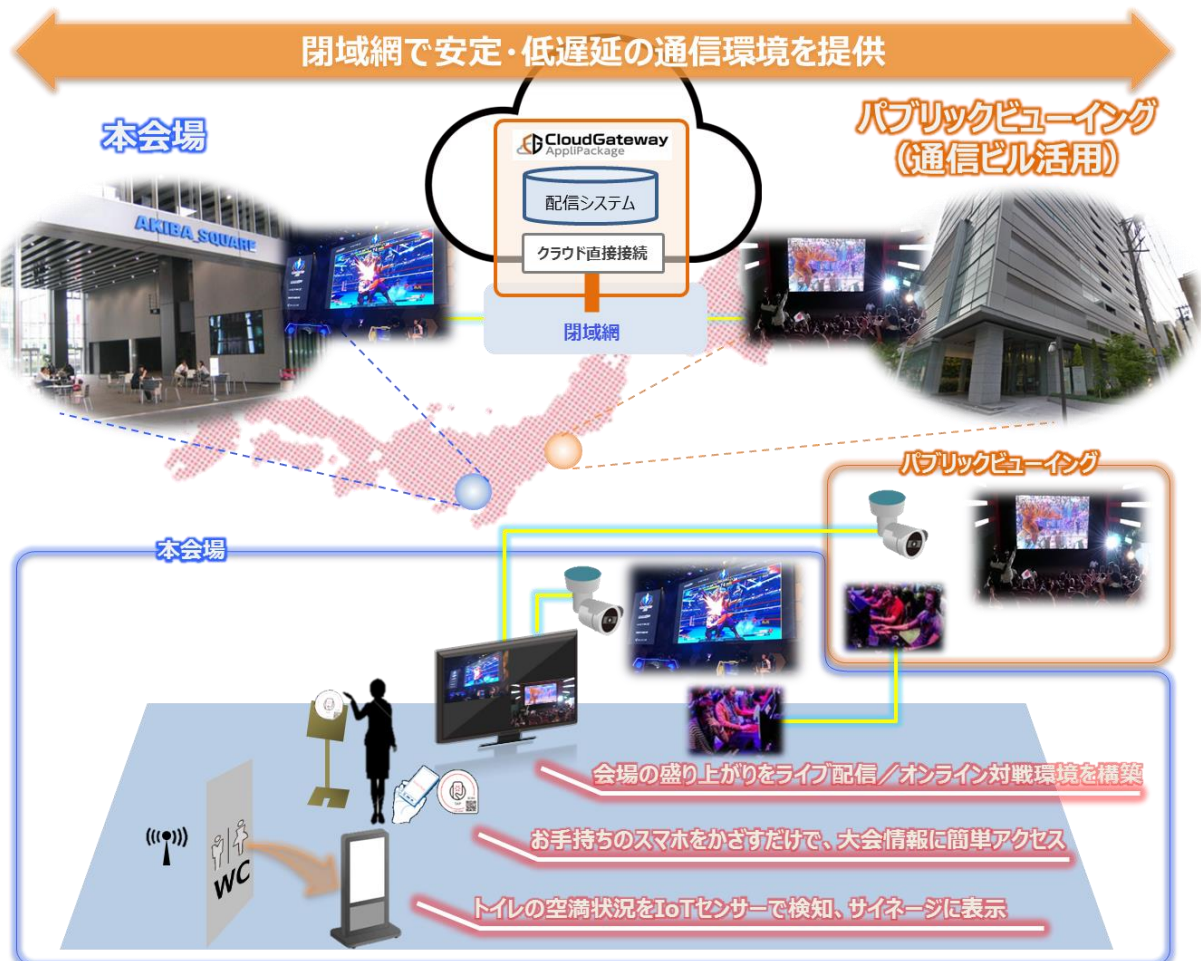 閉域網で安定･低遅延の通信環境を提供
本会場
CloudGateway
AppliPackage
パブリックビューイング
（通信ビル活用）
配信システム
クラウド直接接続
AKIBA_SQUARE
閉域網
パブリックビューイング
本会場
会場の盛り上がりをライブ配信／オンライン対戦環境を構築
お手持ちのスマホをかざすだけで、大会情報に簡単アクセス
WC
トイレの空満状況をIoTセンサーで検知、サイネージに表示